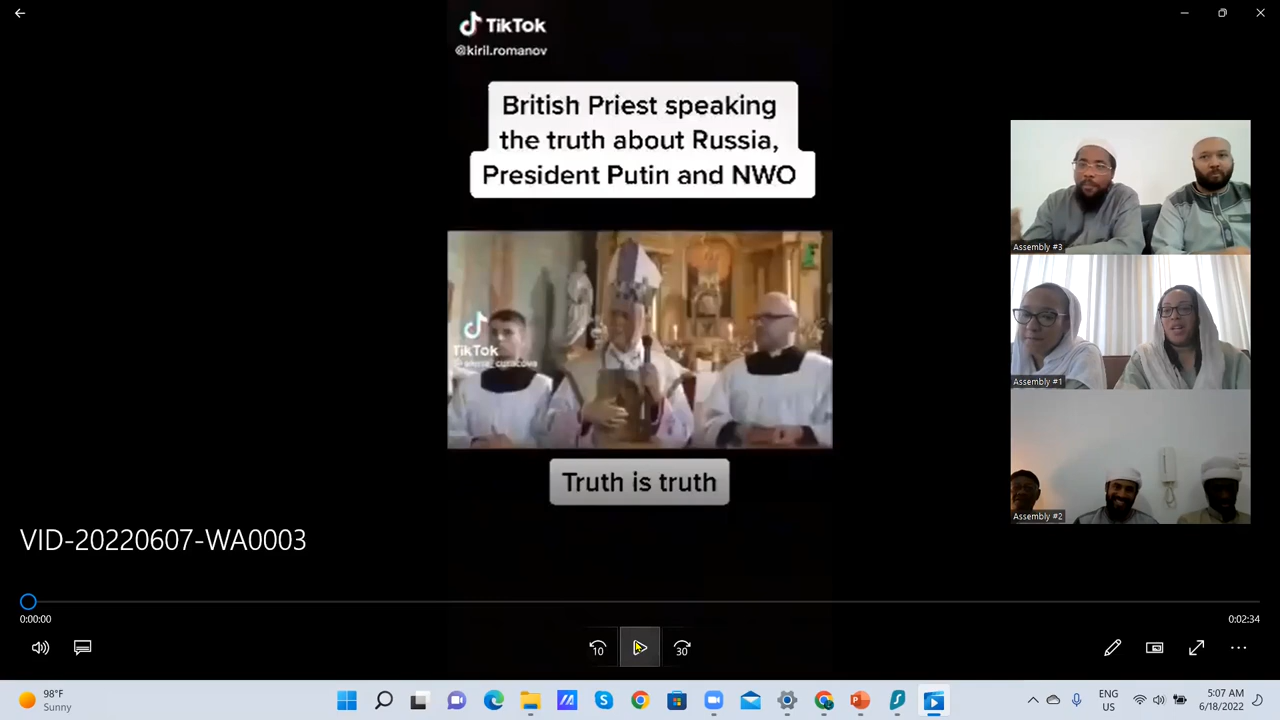 TikTok
@kiril.romanov
British Priest speaking
the truth about Russia,
President Putin and NWO
TikTok
Truth is truth
Assembly #3
Assembly #1
Assembly #2
VID-20220607-WA0003
0:00:00
0:02:34
10
30
98°F
Sunny
ENG
US
5:07 AM
6/18/2022